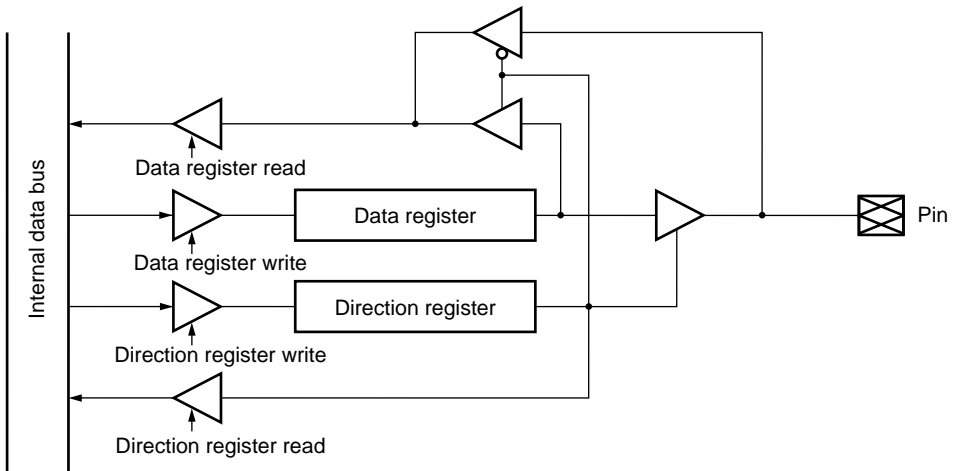 Internal data bus
Data register read
Data register
Pin
Data register write
Direction register
Direction register write
Direction register read